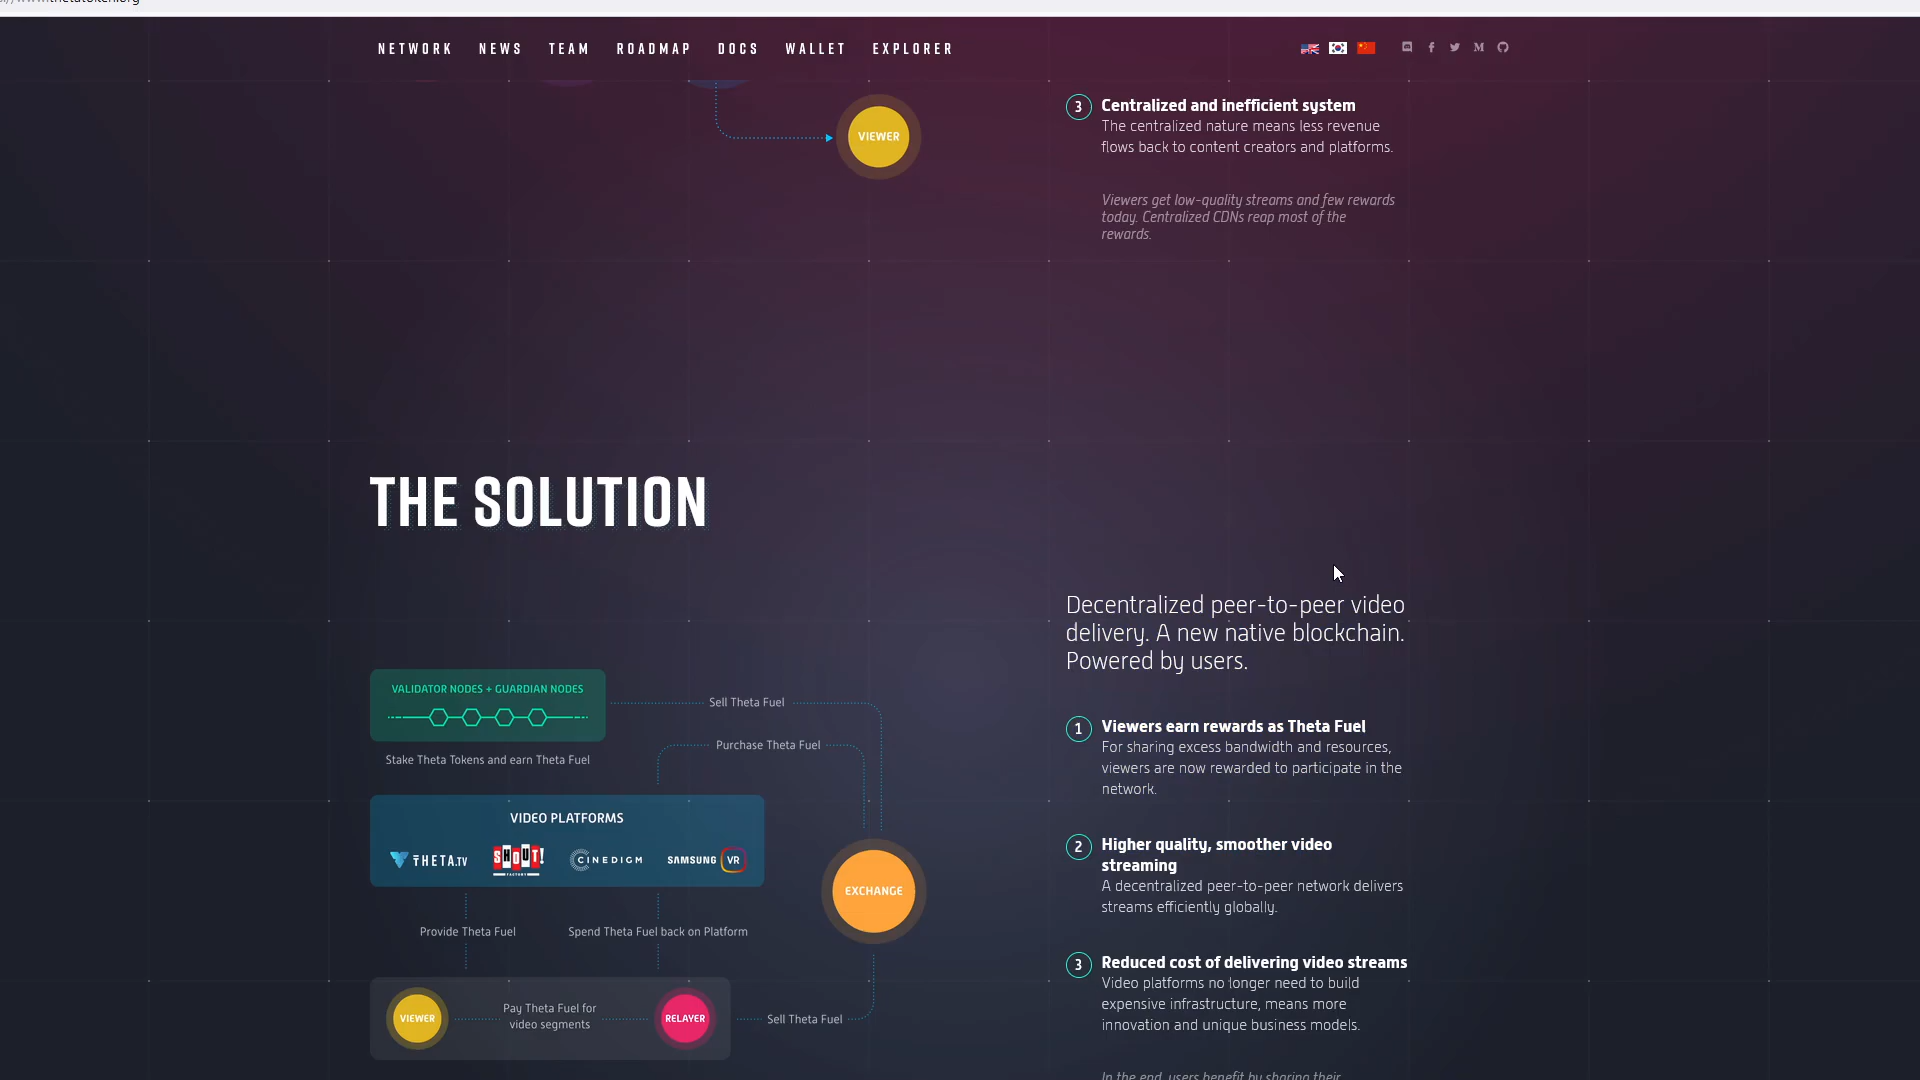 NETWORK NEWS TEAM ROADMAP DOCS WALLET EXPLORER
VIEWER
3 Centralized and inefficient system
The centralized nature means less revenue
flows back to content creators and platforms.
Viewers get low-quality streams and few rewards
today. Centralized CDNs reap most of the
rewards.
THE SOLUTION
Decentralized peer-to-peer video
delivery. A new native blockchain.
Powered by users.
VALIDATOR NODES + GUARDIAN NODES
Stake Theta Tokens and earn Theta Fuel
Sell Theta Fuel
Purchase Theta Fuel
VIDEO PLATFORMS
THETA.TV SHOUT! FACTORY CINEDIGM SAMSUNG VR
EXCHANGE
Provide Theta Fuel
Spend Theta Fuel back on Platform
VIEWER
Pay Theta Fuel for
video segments
RELAYER
Sell Theta Fuel
1 Viewers earn rewards as Theta Fuel
For sharing excess bandwidth and resources,
viewers are now rewarded to participate in the
network.
2 Higher quality, smoother video
streaming
A decentralized peer-to-peer network delivers
streams efficiently globally.
3 Reduced cost of delivering video streams
Video platforms no longer need to build
expensive infrastructure, means more
innovation and unique business models.
In the end, users benefit by sharing their